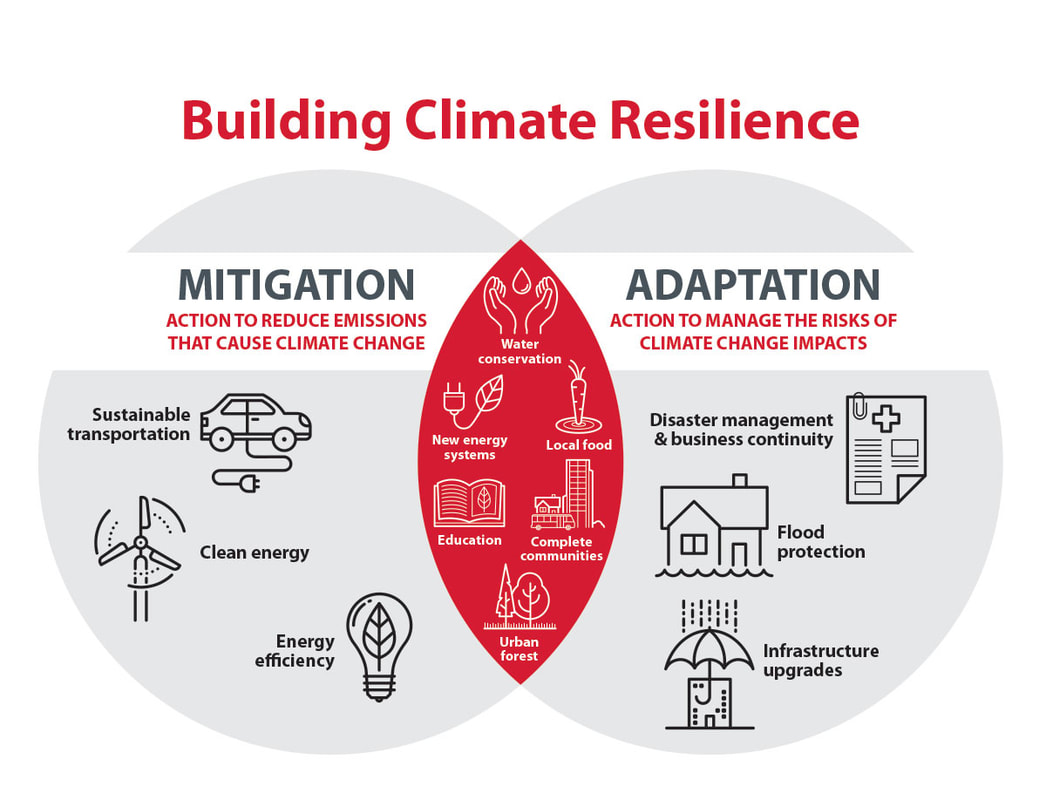 Building Climate Resilience
MITIGATION
ACTION TO REDUCE EMISSIONS
THAT CAUSE CLIMATE CHANGE
Sustainable
transportation
Clean energy
Energy
efficiency
Water
conservation
New energy
systems
Local food
Education
Complete
communities
Urban
forest
ADAPTATION
ACTION TO MANAGE THE RISKS OF
CLIMATE CHANGE IMPACTS
Disaster management
& business continuity
Flood
protection
Infrastructure
upgrades